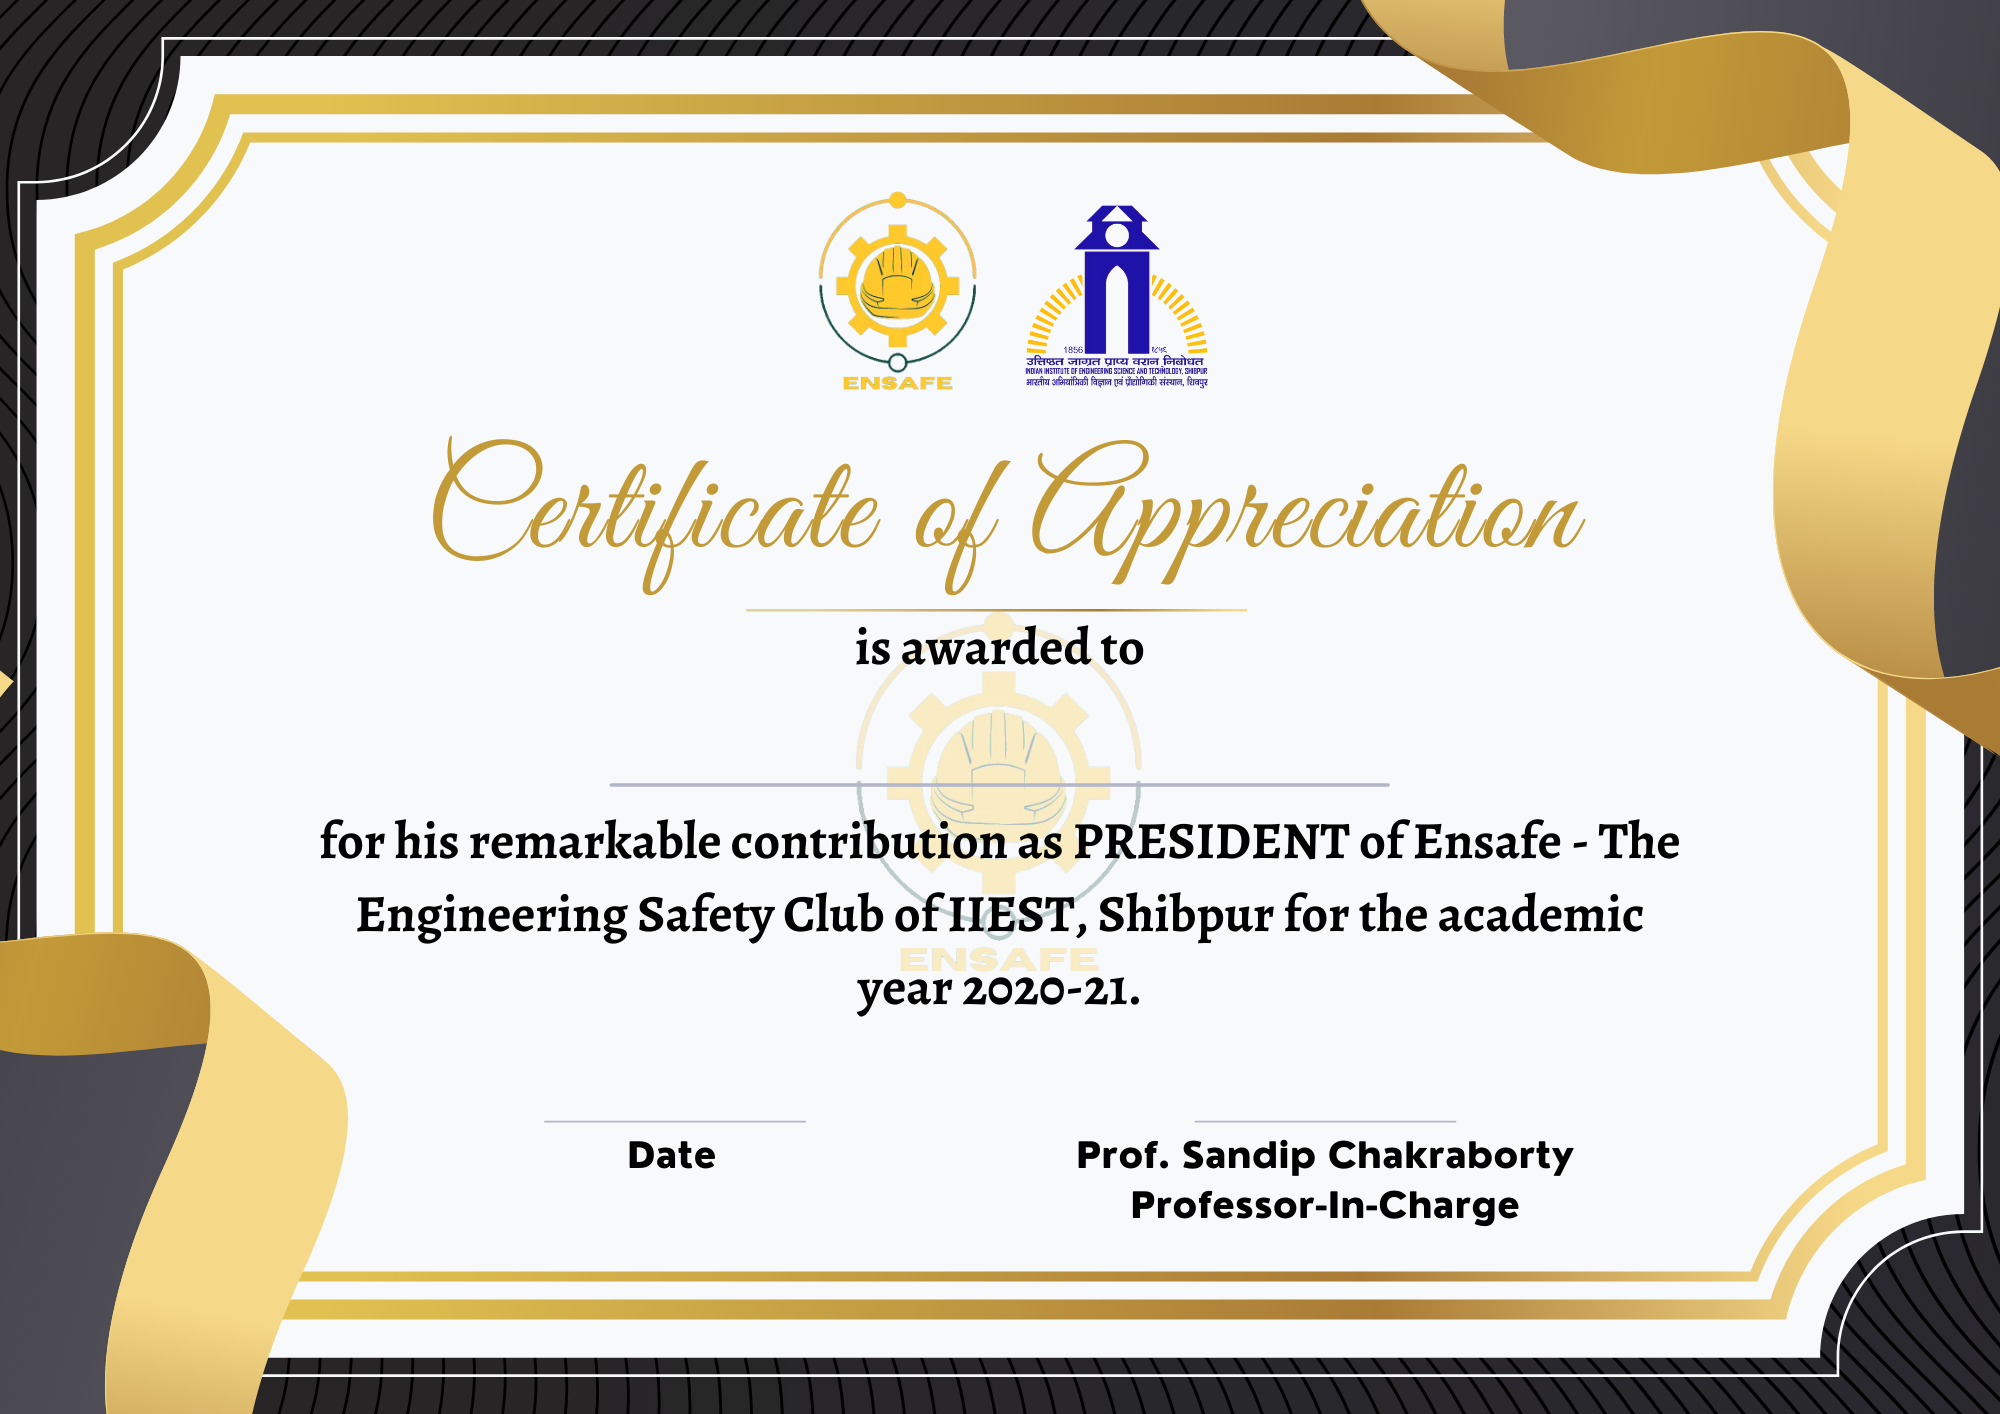 ENSAFE
1856 १८५६
उत्तिष्ठत जाग्रत प्राप्य वरान् निबोधत
INDIAN INSTITUTE OF ENGINEERING SCIENCE AND TECHNOLOGY, SHIBPUR
भारतीय अभियांत्रिकी विज्ञान एवं प्रौद्योगिकी संस्थान, शिवपुर
Certificate of Appreciation
is awarded to
for his remarkable contribution as PRESIDENT of Ensafe - The
Engineering Safety Club of IIEST, Shibpur for the academic
ENSAFE
year 2020-21.
Date
Prof. Sandip Chakraborty
Professor-In-Charge